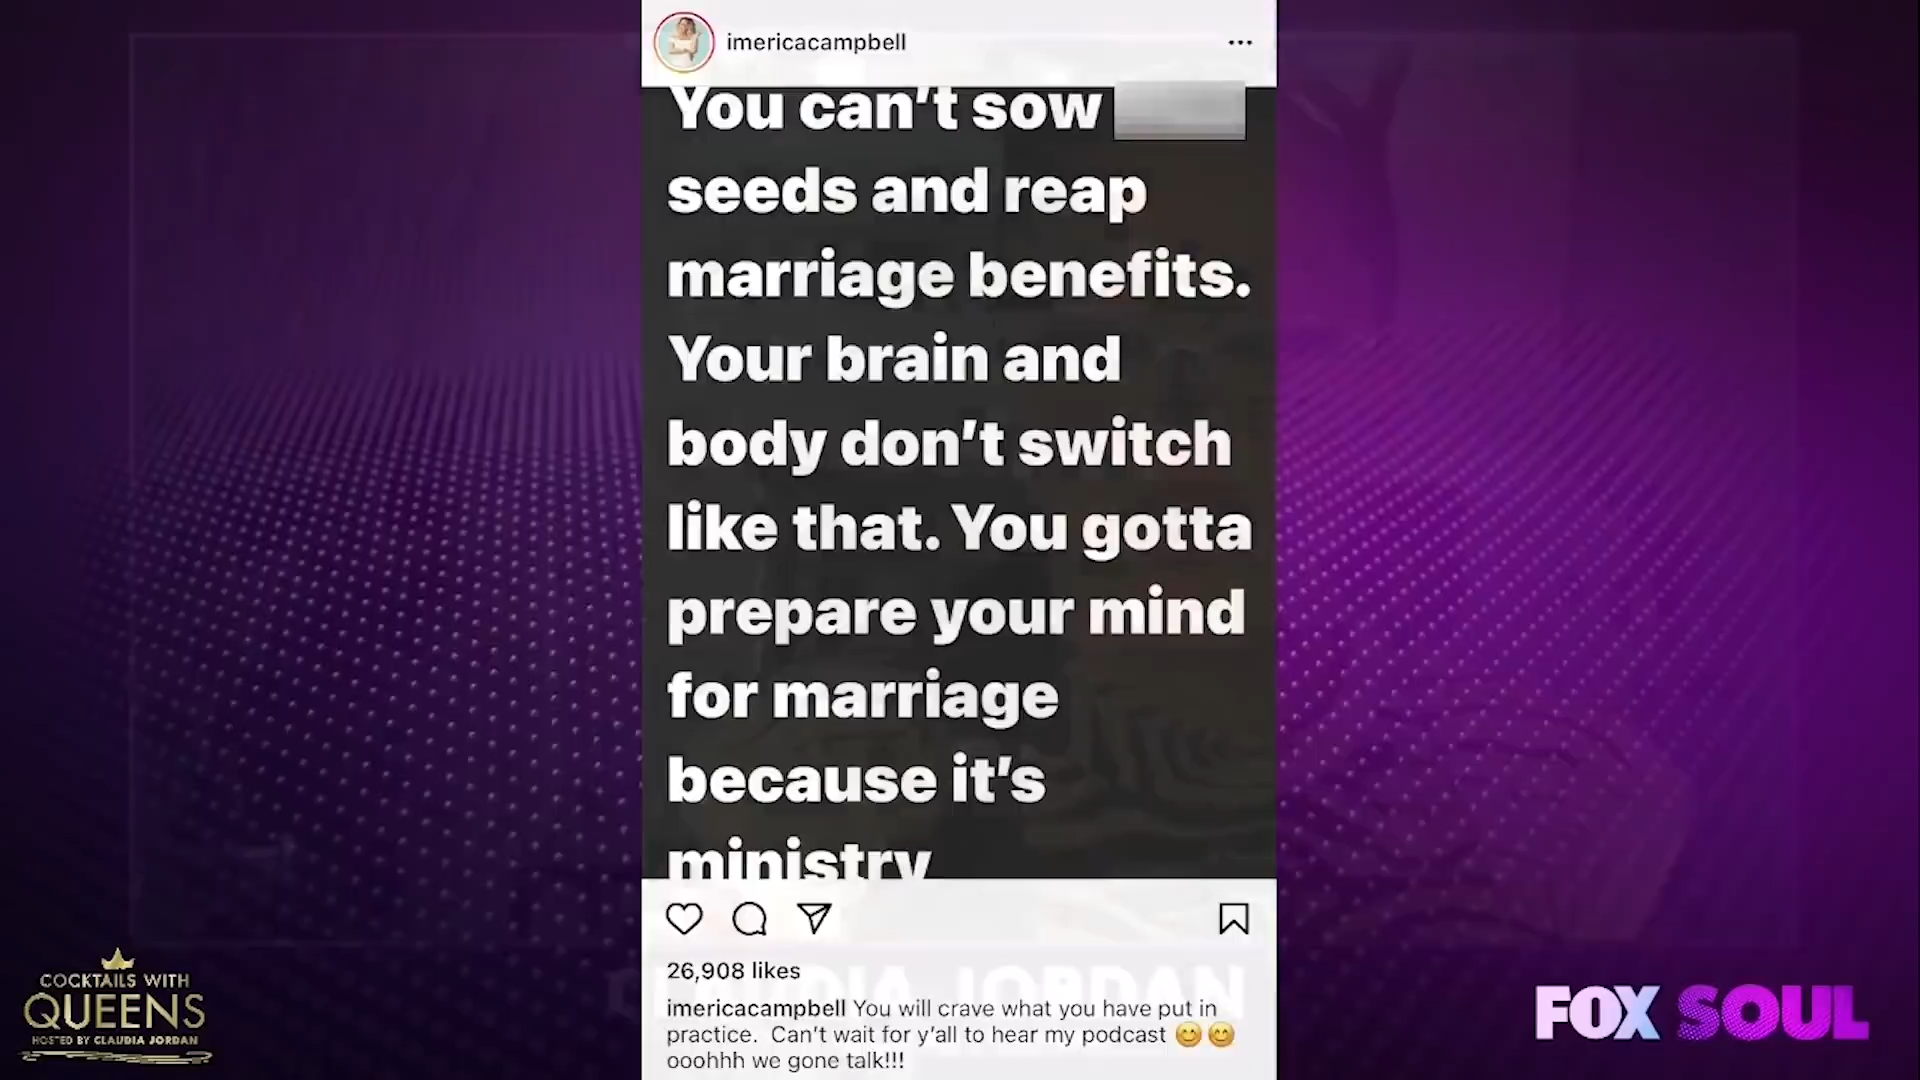 imericacampbell
You can't sow
seeds and reap
marriage benefits.
Your brain and
body don't switch
like that. You gotta
prepare your mind
for marriage
because it's
ministry
26,908 likes
imericacampbell You will crave what you have put in
practice. Can't wait for y'all to hear my podcast 😊😊
ooohhh we gone talk!!!
COCKTAILS WITH
QUEENS
HOSTED BY CLAUDIA JORDAN
FOX SOUL
CLAUDIA JORDAN